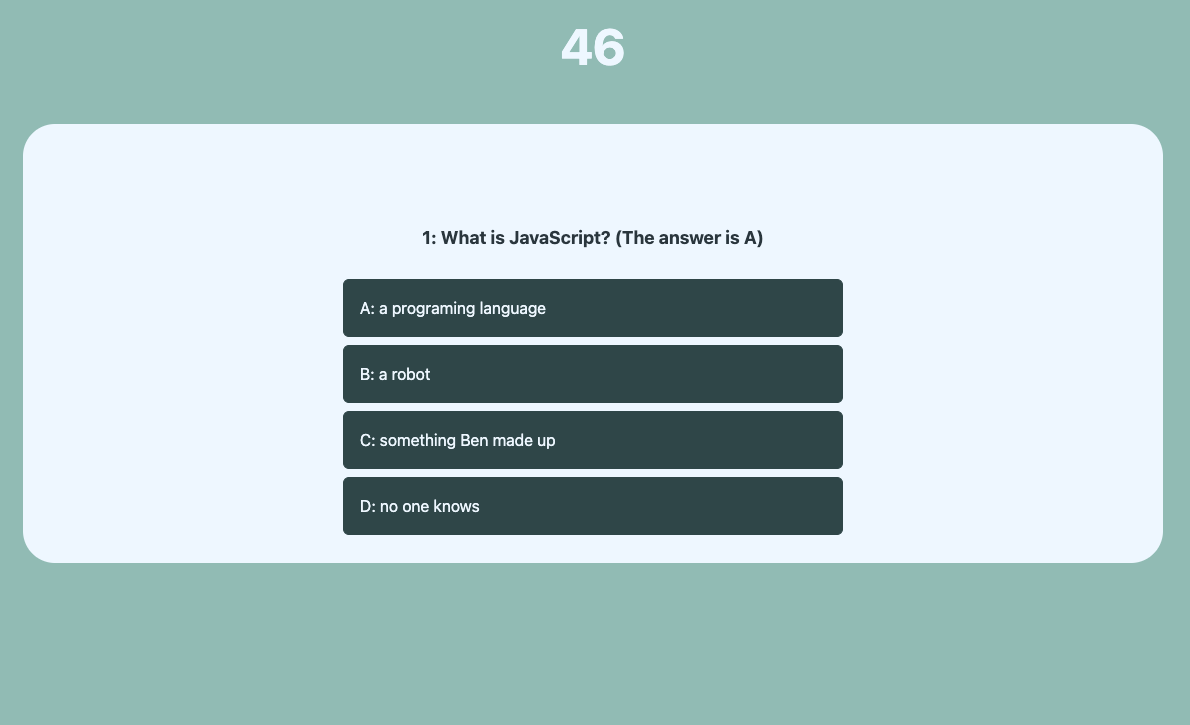 46
1: What is JavaScript? (The answer is A)
A: a programing language
B: a robot
C: something Ben made up
D: no one knows